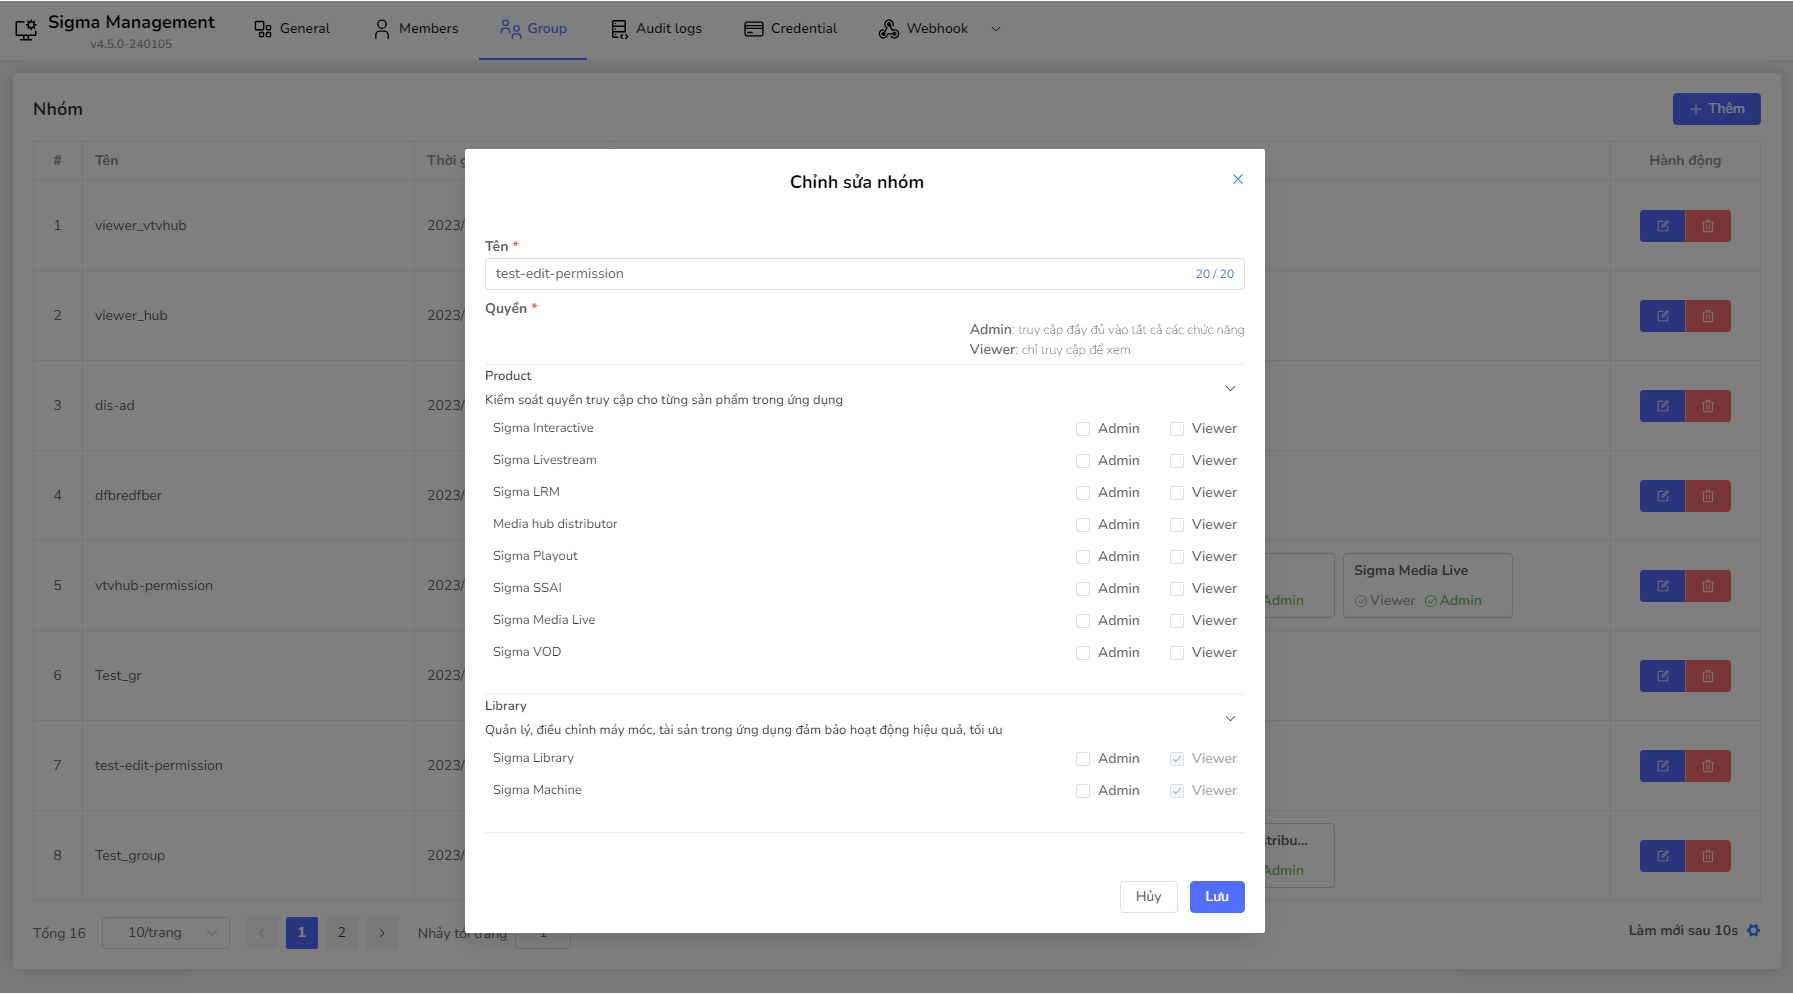 Sigma Management
v4.5.0-240105
General
Members
Group
Audit logs
Credential
Webhook
Nhóm
Thêm
# Tên Thời g Hành động
1 viewer_vtvhub 2023/
2 viewer_hub 2023/
3 dis-ad 2023/
4 dfbredfber 2023/
5 vtvhub-permission 2023/
Admin
Sigma Media Live
Viewer Admin
6 Test_gr 2023/
7 test-edit-permission 2023/
8 Test_group 2023/
stribu...
Admin
Tổng 16 10/trang 1 2 Nhảy tới trang 1
Làm mới sau 10s
Chỉnh sửa nhóm
Tên *
test-edit-permission 20 / 20
Quyền *
Admin: truy cập đầy đủ vào tất cả các chức năng
Viewer: chỉ truy cập để xem
Product
Kiểm soát quyền truy cập cho từng sản phẩm trong ứng dụng
Sigma Interactive Admin Viewer
Sigma Livestream Admin Viewer
Sigma LRM Admin Viewer
Media hub distributor Admin Viewer
Sigma Playout Admin Viewer
Sigma SSAI Admin Viewer
Sigma Media Live Admin Viewer
Sigma VOD Admin Viewer
Library
Quản lý, điều chỉnh máy móc, tài sản trong ứng dụng đảm bảo hoạt động hiệu quả, tối ưu
Sigma Library Admin Viewer
Sigma Machine Admin Viewer
Hủy
Lưu